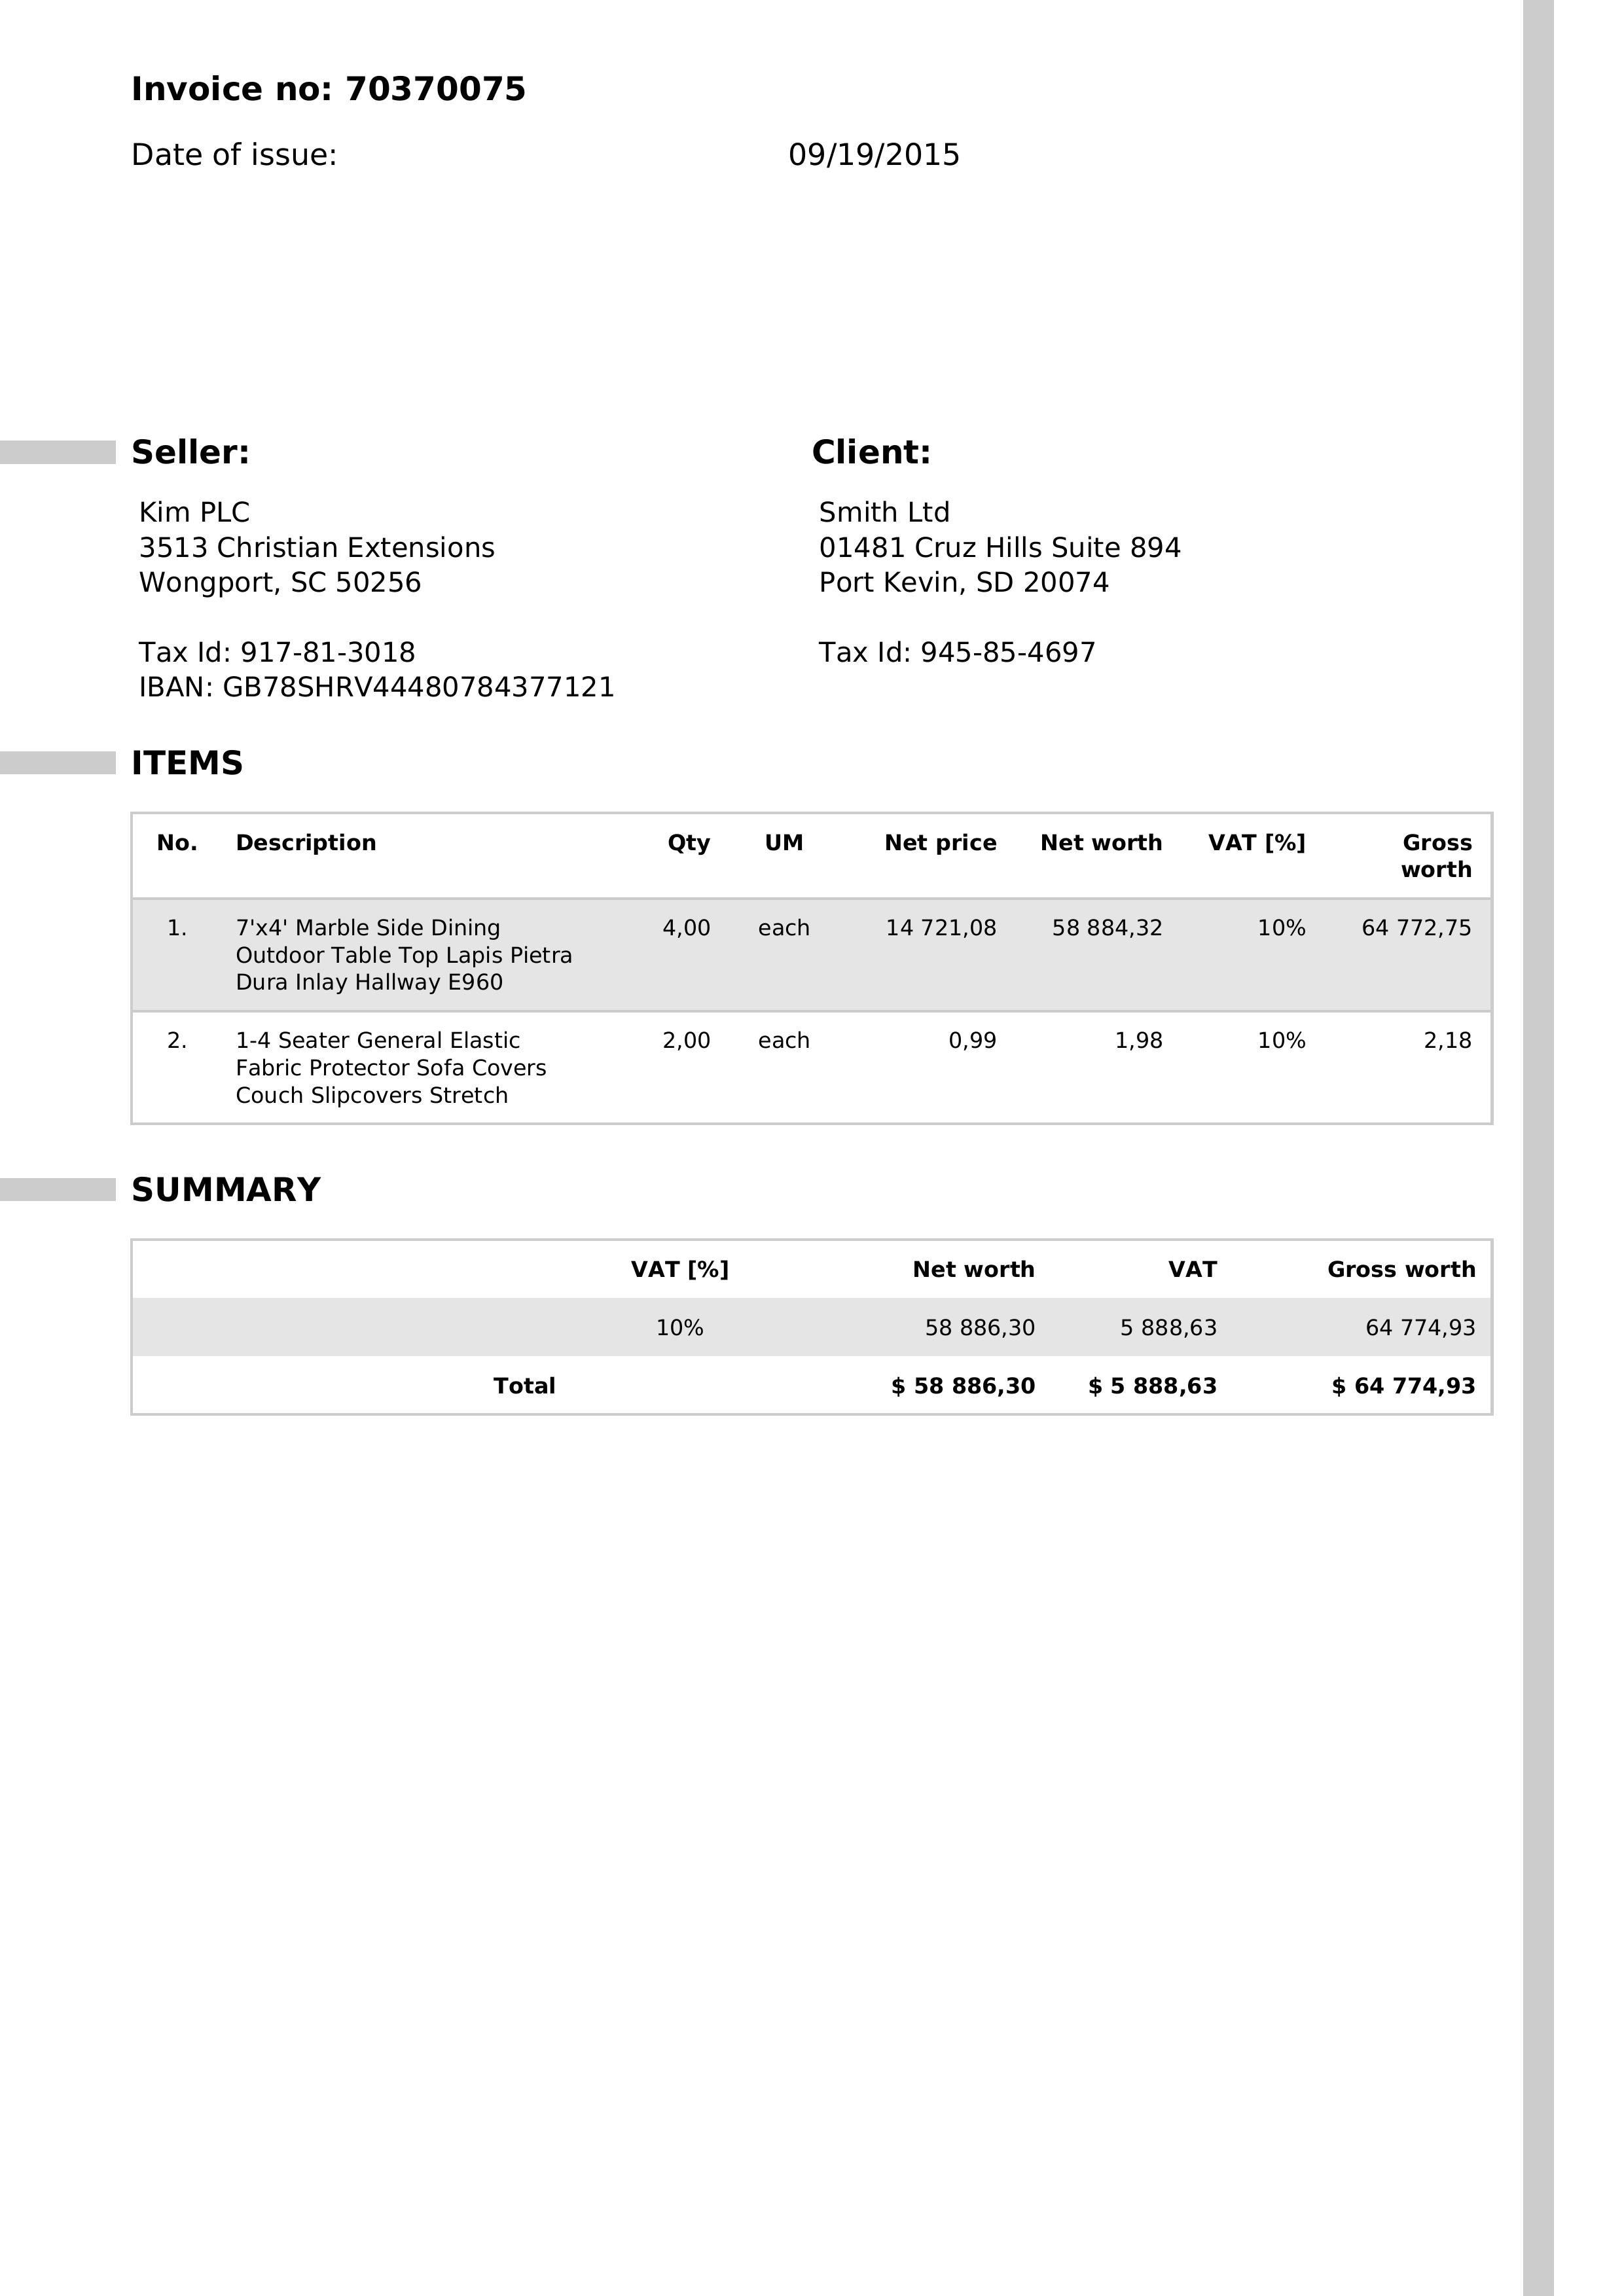 Invoice no: 70370075
Date of issue: 09/19/2015
Seller:
Kim PLC
3513 Christian Extensions
Wongport, SC 50256
Tax Id: 917-81-3018
IBAN: GB78SHRV44480784377121
Client:
Smith Ltd
01481 Cruz Hills Suite 894
Port Kevin, SD 20074
Tax Id: 945-85-4697
ITEMS
No. Description Qty UM Net price Net worth VAT [%] Gross
worth
1. 7'x4' Marble Side Dining 4,00 each 14 721,08 58 884,32 10% 64 772,75
Outdoor Table Top Lapis Pietra
Dura Inlay Hallway E960
2. 1-4 Seater General Elastic 2,00 each 0,99 1,98 10% 2,18
Fabric Protector Sofa Covers
Couch Slipcovers Stretch
SUMMARY
VAT [%] Net worth VAT Gross worth
10% 58 886,30 5 888,63 64 774,93
Total $ 58 886,30 $ 5 888,63 $ 64 774,93